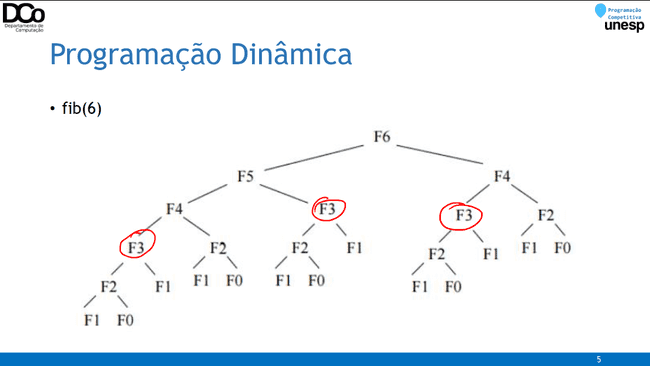 DCo
Departamento de
Computação
Programação
Competitiva
unesp
Programação Dinâmica
• fib(6)
F6
F5 F4
F4 F3 F3 F2
F3 F2 F2 F1 F2 F1 F1 F0
F2 F1 F1 F0 F1 F0 F1 F0
F1 F0
5